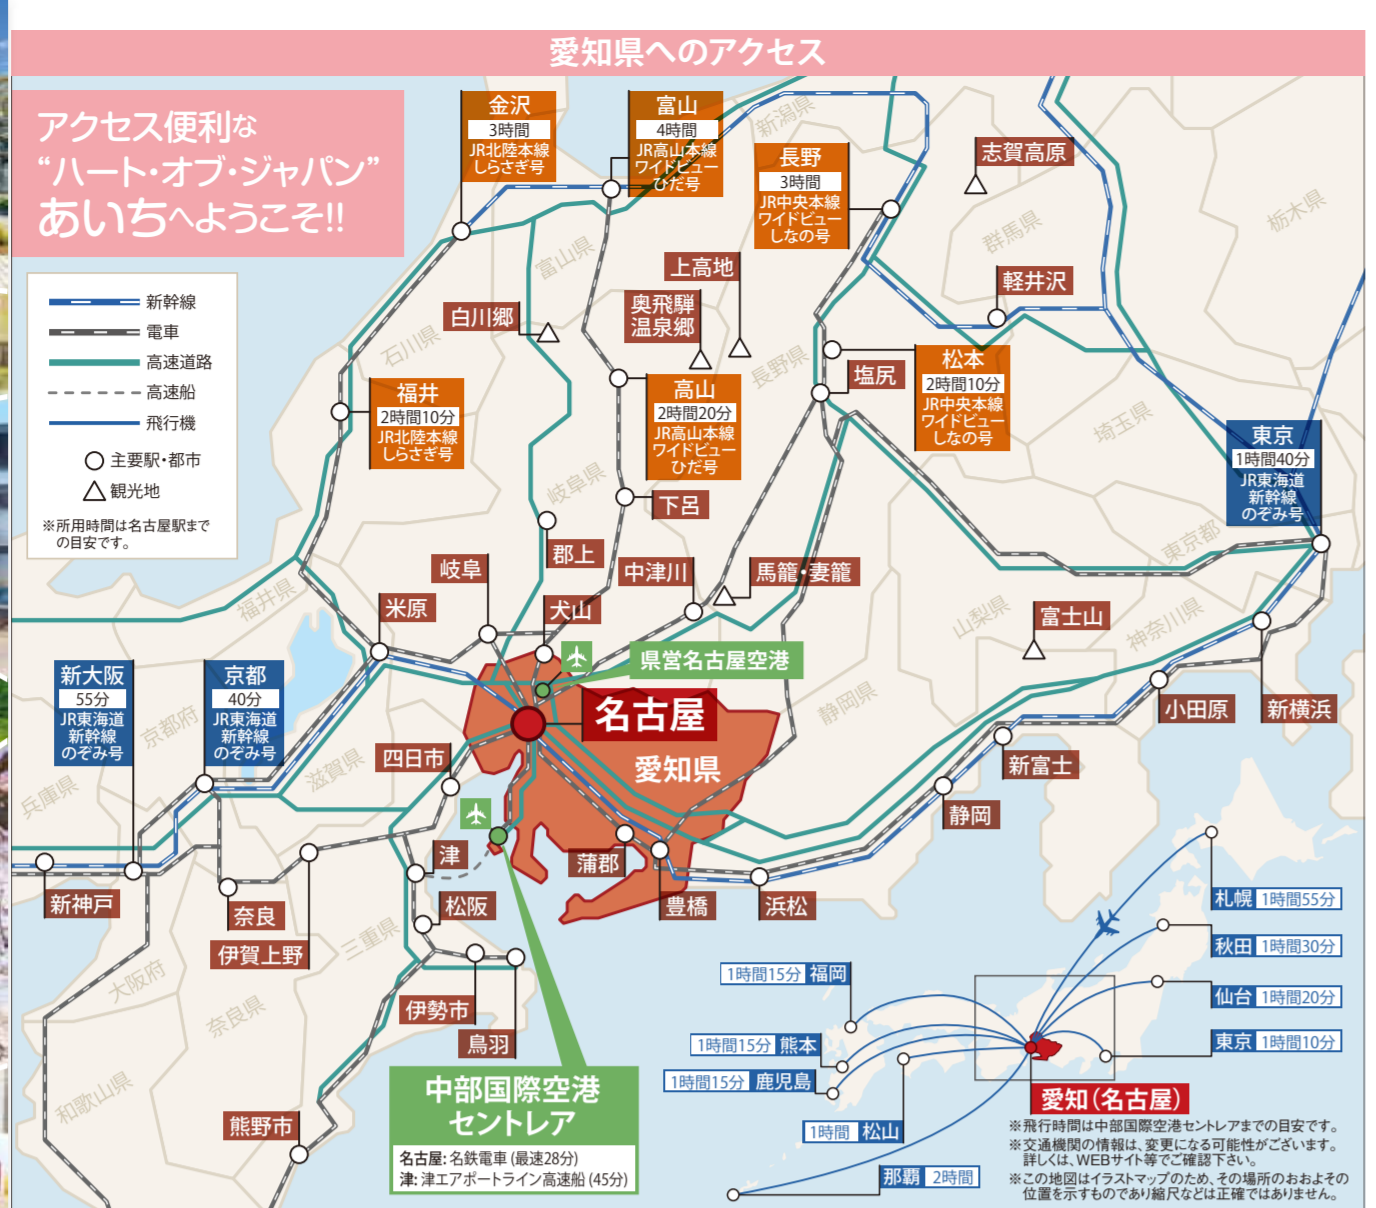 愛知県へのアクセス
アクセス便利な
“ハート・オブ・ジャパン”
あいちへようこそ!!
新幹線
電車
高速道路
高速船
飛行機
主要駅・都市
観光地
※所用時間は名古屋駅まで
の目安です。
金沢
3時間
JR北陸本線
しらさぎ号
富山
4時間
JR高山本線
ワイドビュー
ひだ号
長野
3時間
JR中央本線
ワイドビュー
しなの号
新潟県
志賀高原
栃木県
群馬県
富山県
上高地
軽井沢
白川郷
奥飛騨
温泉郷
石川県
長野県
福井
2時間10分
JR北陸本線
しらさぎ号
高山
2時間20分
JR高山本線
ワイドビュー
ひだ号
塩尻
松本
2時間10分
JR中央本線
ワイドビュー
しなの号
埼玉県
東京
1時間40分
JR東海道
新幹線
のぞみ号
岐阜県
下呂
郡上
東京都
岐阜
中津川
馬籠・妻籠
福井県
米原
犬山
山梨県
富士山
神奈川県
県営名古屋空港
新大阪
55分
JR東海道
新幹線
のぞみ号
京都
40分
JR東海道
新幹線
のぞみ号
京都府
滋賀県
兵庫県
名古屋
愛知県
静岡県
小田原
新横浜
四日市
新富士
静岡
津
蒲郡
新神戸
奈良
松阪
豊橋
浜松
伊賀上野
三重県
大阪府
奈良県
伊勢市
鳥羽
和歌山県
熊野市
中部国際空港
セントレア
名古屋: 名鉄電車 (最速28分)
津: 津エアポートライン高速船 (45分)
札幌 1時間55分
秋田 1時間30分
1時間15分 福岡
仙台 1時間20分
1時間15分 熊本
東京 1時間10分
1時間15分 鹿児島
愛知(名古屋)
1時間 松山
那覇 2時間
※飛行時間は中部国際空港セントレアまでの目安です。
※交通機関の情報は、変更になる可能性がございます。
詳しくは、WEBサイト等でご確認下さい。
※この地図はイラストマップのため、その場所のおおよその
位置を示すものであり縮尺などは正確ではありません。